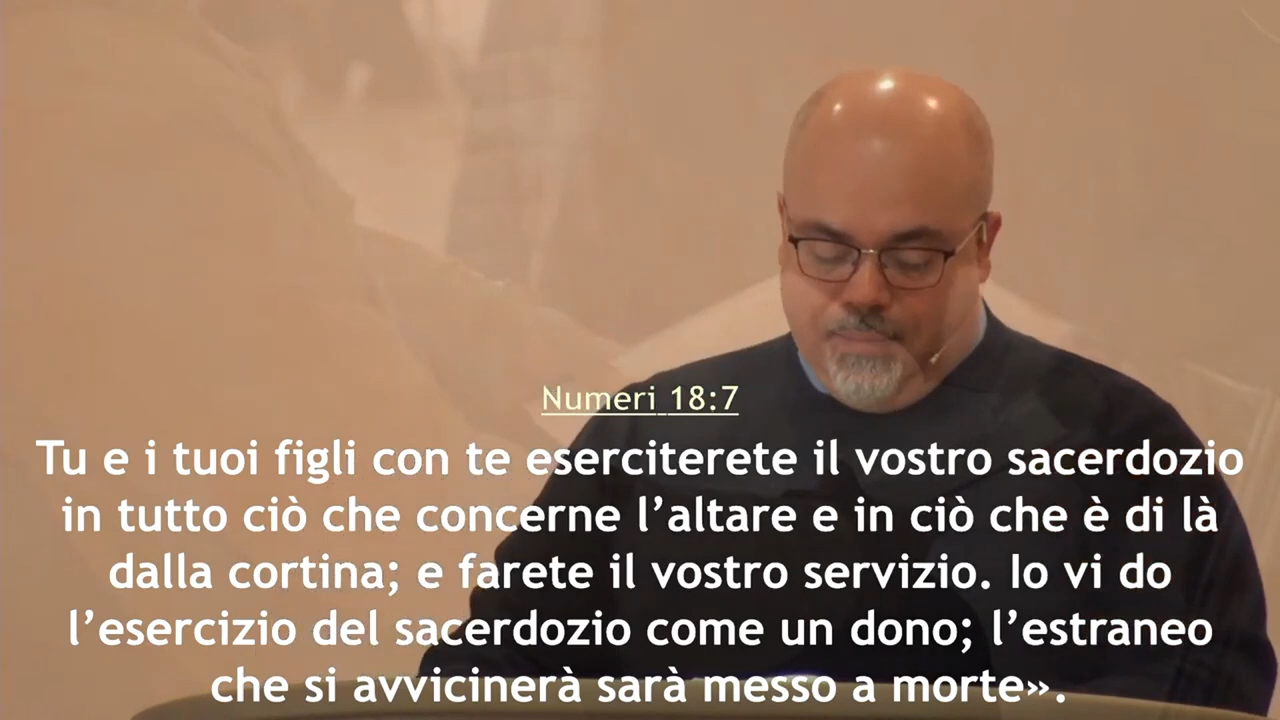 Numeri 18:7
Tu e i tuoi figli con te eserciterete il vostro sacerdozio
in tutto ciò che concerne l’altare e in ciò che è di là
dalla cortina; e farete il vostro servizio. Io vi do
l’esercizio del sacerdozio come un dono; l’estraneo
che si avvicinerà sarà messo a morte».